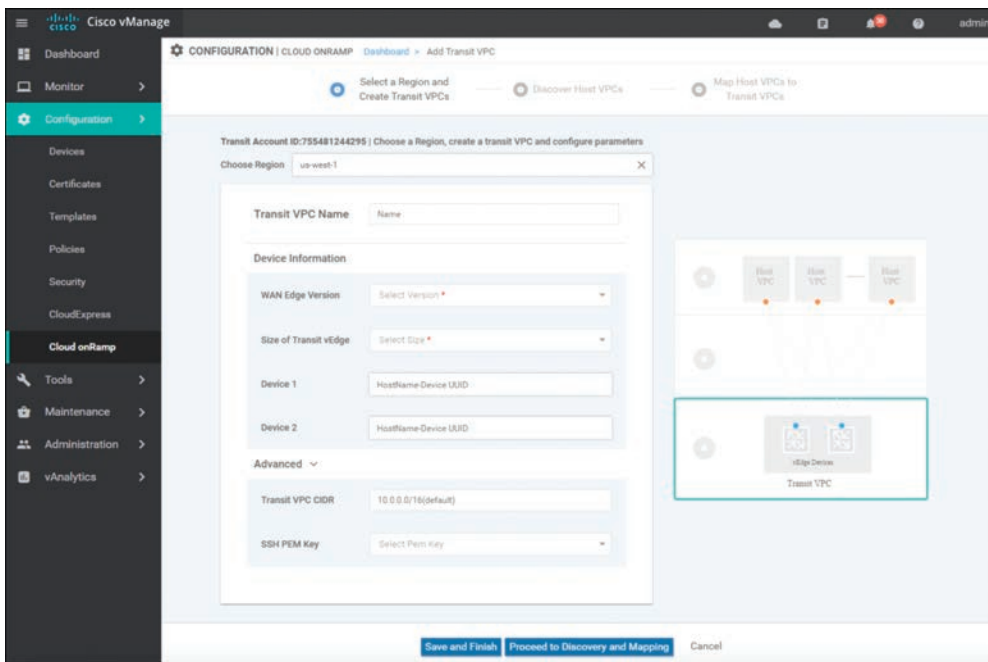 CISCO
Cisco vManage
admin
Dashboard
Monitor
Configuration
Devices
Certificates
Templates
Policies
Security
CloudExpress
Cloud onRamp
Tools
Maintenance
Administration
vAnalytics
CONFIGURATION | CLOUD ONRAMP Dashboard > Add Transit VPC
Select a Region and
Create Transit VPCs
Discover Host VPCs
Map Host VPCs to
Transit VPCs
Transit Account ID:755481244295 | Choose a Region, create a transit VPC and configure parameters
Choose Region us-west-1
Transit VPC Name Name
Device Information
WAN Edge Version Select Version *
Size of Transit vEdge Select Size *
Device 1 HostName-Device UUID
Device 2 HostName-Device UUID
Advanced
Transit VPC CIDR 10.0.0.0/16(default)
SSH PEM Key Select Pem Key
Host
VPC
Host
VPC
Host
VPC
vEdge Devices
Transit VPC
Save and Finish Proceed to Discovery and Mapping Cancel